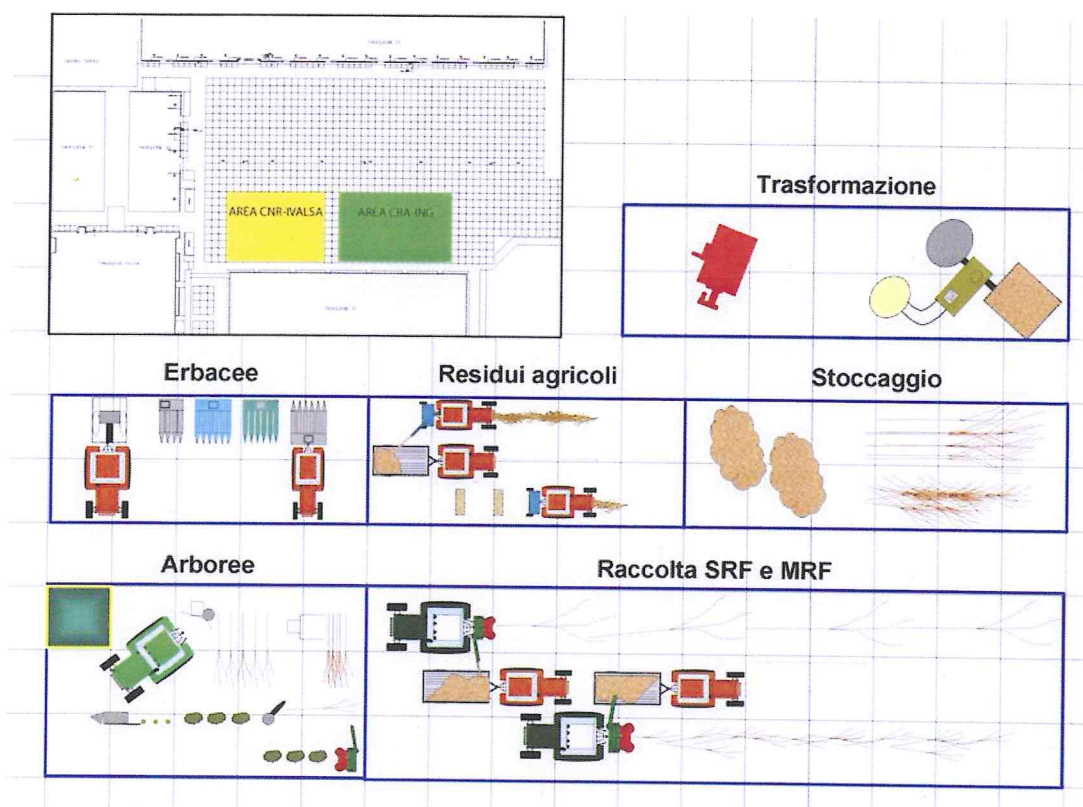 AREA CNR-IVALSA
AREA CRA-ING
Trasformazione
Erbacee
Residui agricoli
Stoccaggio
Arboree
Raccolta SRF e MRF